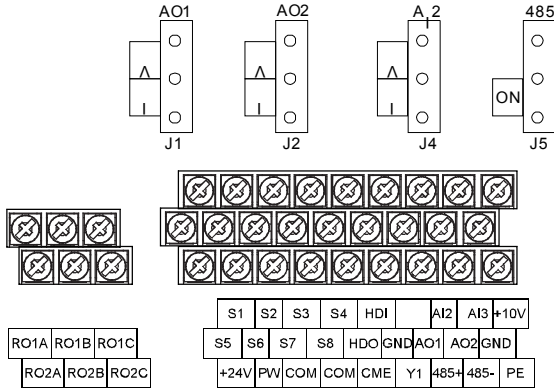 AO1 AO2 AI2 485
V V V
I I I ON
J1 J2 J4 J5
S1 S2 S3 S4 HDI AI2 AI3 +10V
RO1A RO1B RO1C S5 S6 S7 S8 HDO GND AO1 AO2 GND
RO2A RO2B RO2C +24V PW COM COM CME Y1 485+ 485- PE